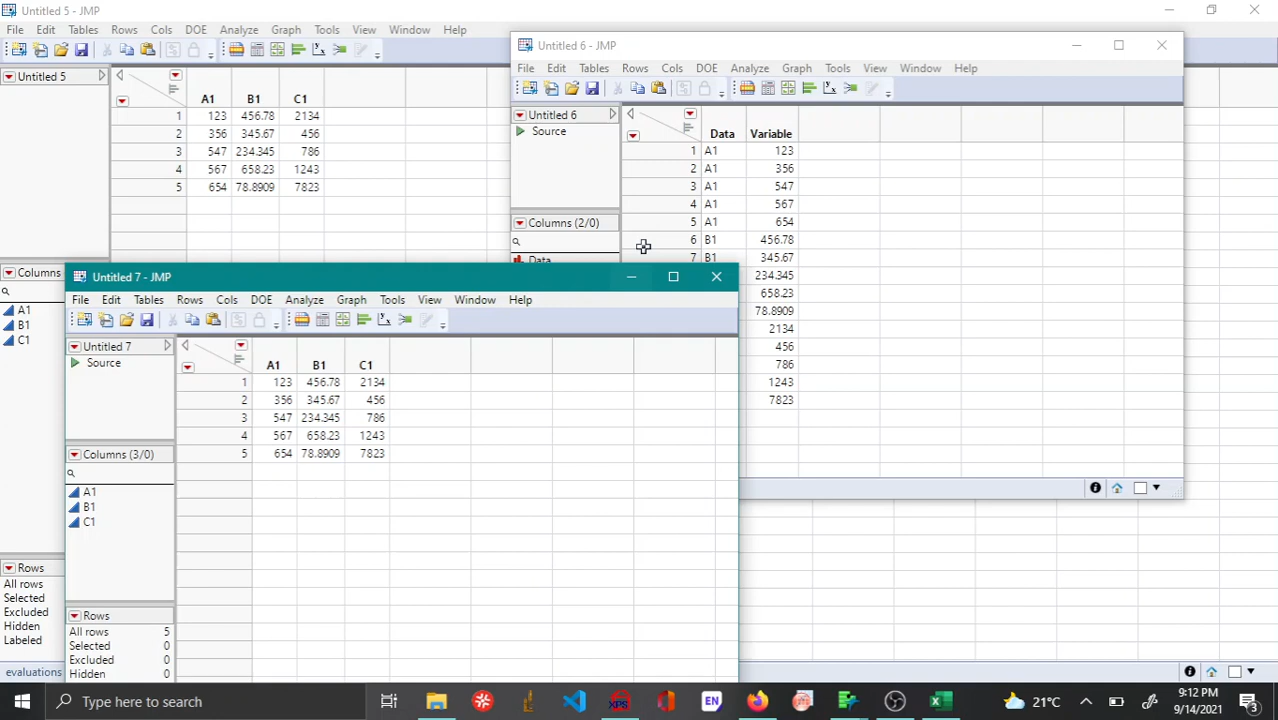 Untitled 5 - JMP
File Edit Tables Rows Cols DOE Analyze Graph Tools View Window Help
Untitled 5
A1 B1 C1
1 123 456.78 2134
2 356 345.67 456
3 547 234.345 786
4 567 658.23 1243
5 654 78.8909 7823
Columns
A1
B1
C1
Rows
All rows
Selected
Excluded
Hidden
Labeled
evaluations
Untitled 6 - JMP
File Edit Tables Rows Cols DOE Analyze Graph Tools View Window Help
Untitled 6
Source
Columns (2/0)
Data
Data Variable
1 A1 123
2 A1 356
3 A1 547
4 A1 567
5 A1 654
6 B1 456.78
7 B1 345.67
234.345
658.23
78.8909
2134
456
786
1243
7823
Untitled 7 - JMP
File Edit Tables Rows Cols DOE Analyze Graph Tools View Window Help
Untitled 7
Source
A1 B1 C1
1 123 456.78 2134
2 356 345.67 456
3 547 234.345 786
4 567 658.23 1243
5 654 78.8909 7823
Columns (3/0)
A1
B1
C1
Rows
All rows 5
Selected 0
Excluded 0
Hidden 0
Type here to search
XPS
EN
21°C
9:12 PM
9/14/2021
3